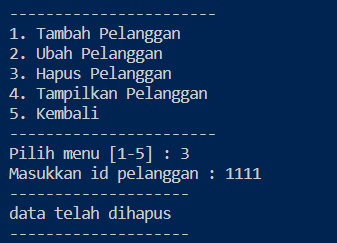 -----------------------
1. Tambah Pelanggan
2. Ubah Pelanggan
3. Hapus Pelanggan
4. Tampilkan Pelanggan
5. Kembali
-----------------------
Pilih menu [1-5] : 3
Masukkan id pelanggan : 1111
--------------------
data telah dihapus
--------------------